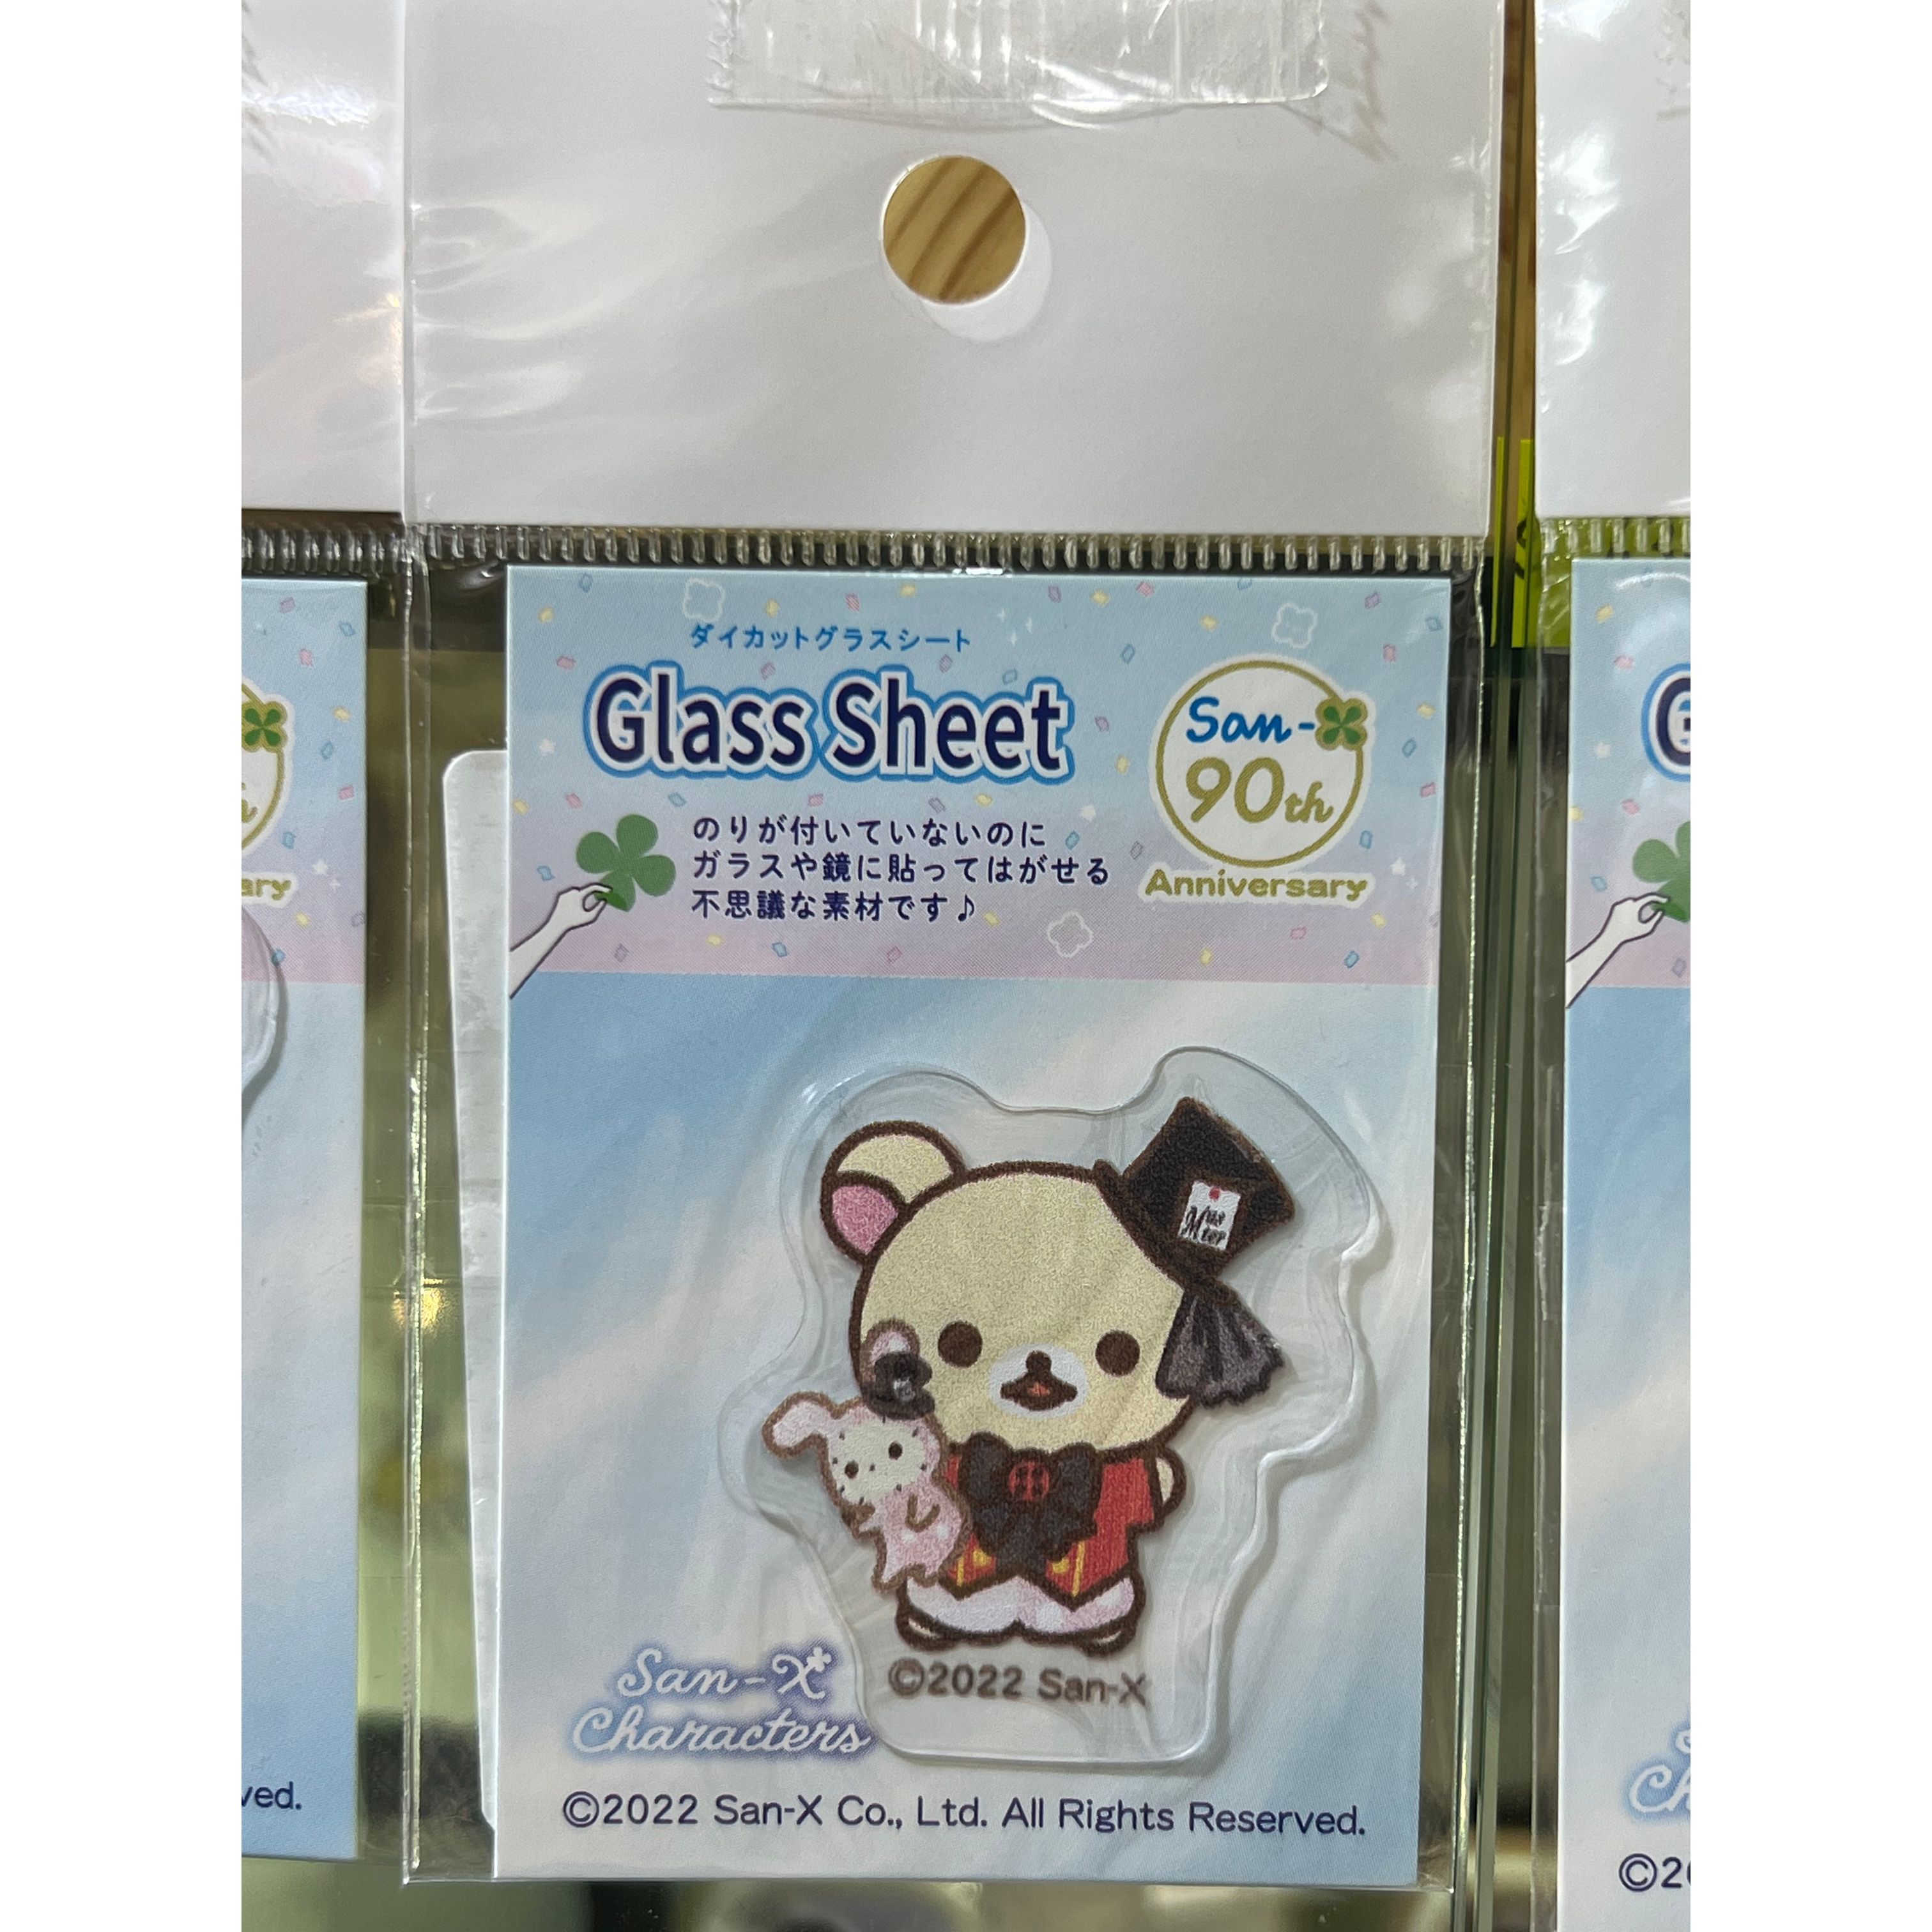 ダイカットグラスシート
Glass Sheet
San-X
90th
Anniversary
のりが付いていないのに
ガラスや鏡に貼ってはがせる
不思議な素材です♪
©2022 San-X
San-X
Characters
©2022 San-X Co., Ltd. All Rights Reserved.
ary
ved.
G
©2